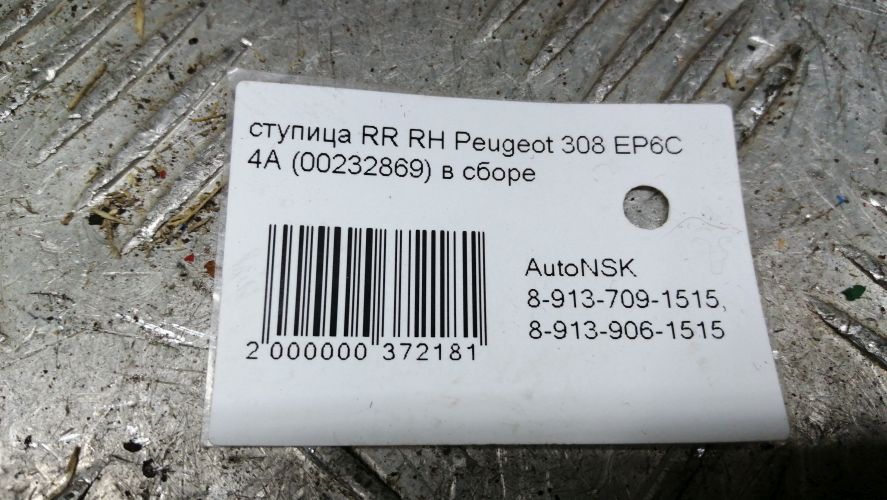 ступица RR RH Peugeot 308 EP6C
4A (00232869) в сборе
AutoNSK
8-913-709-1515,
8-913-906-1515
2 000000 372181